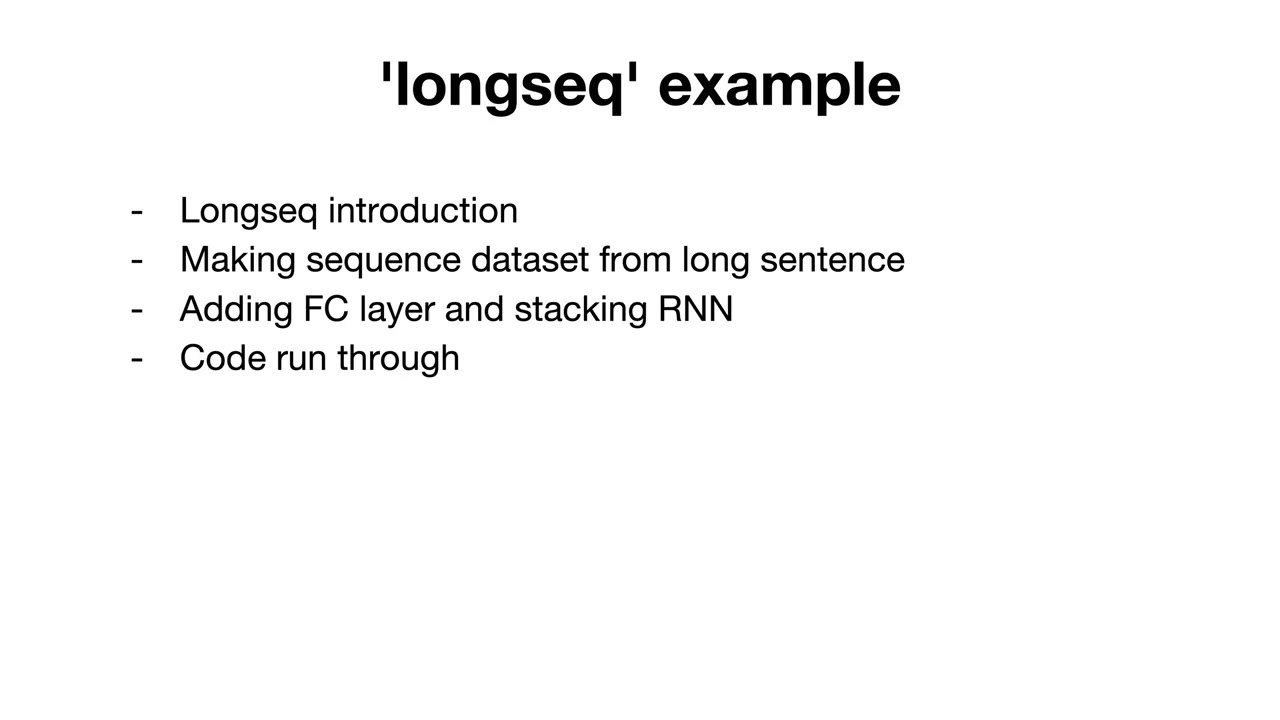 'longseq' example
- Longseq introduction
- Making sequence dataset from long sentence
- Adding FC layer and stacking RNN
- Code run through